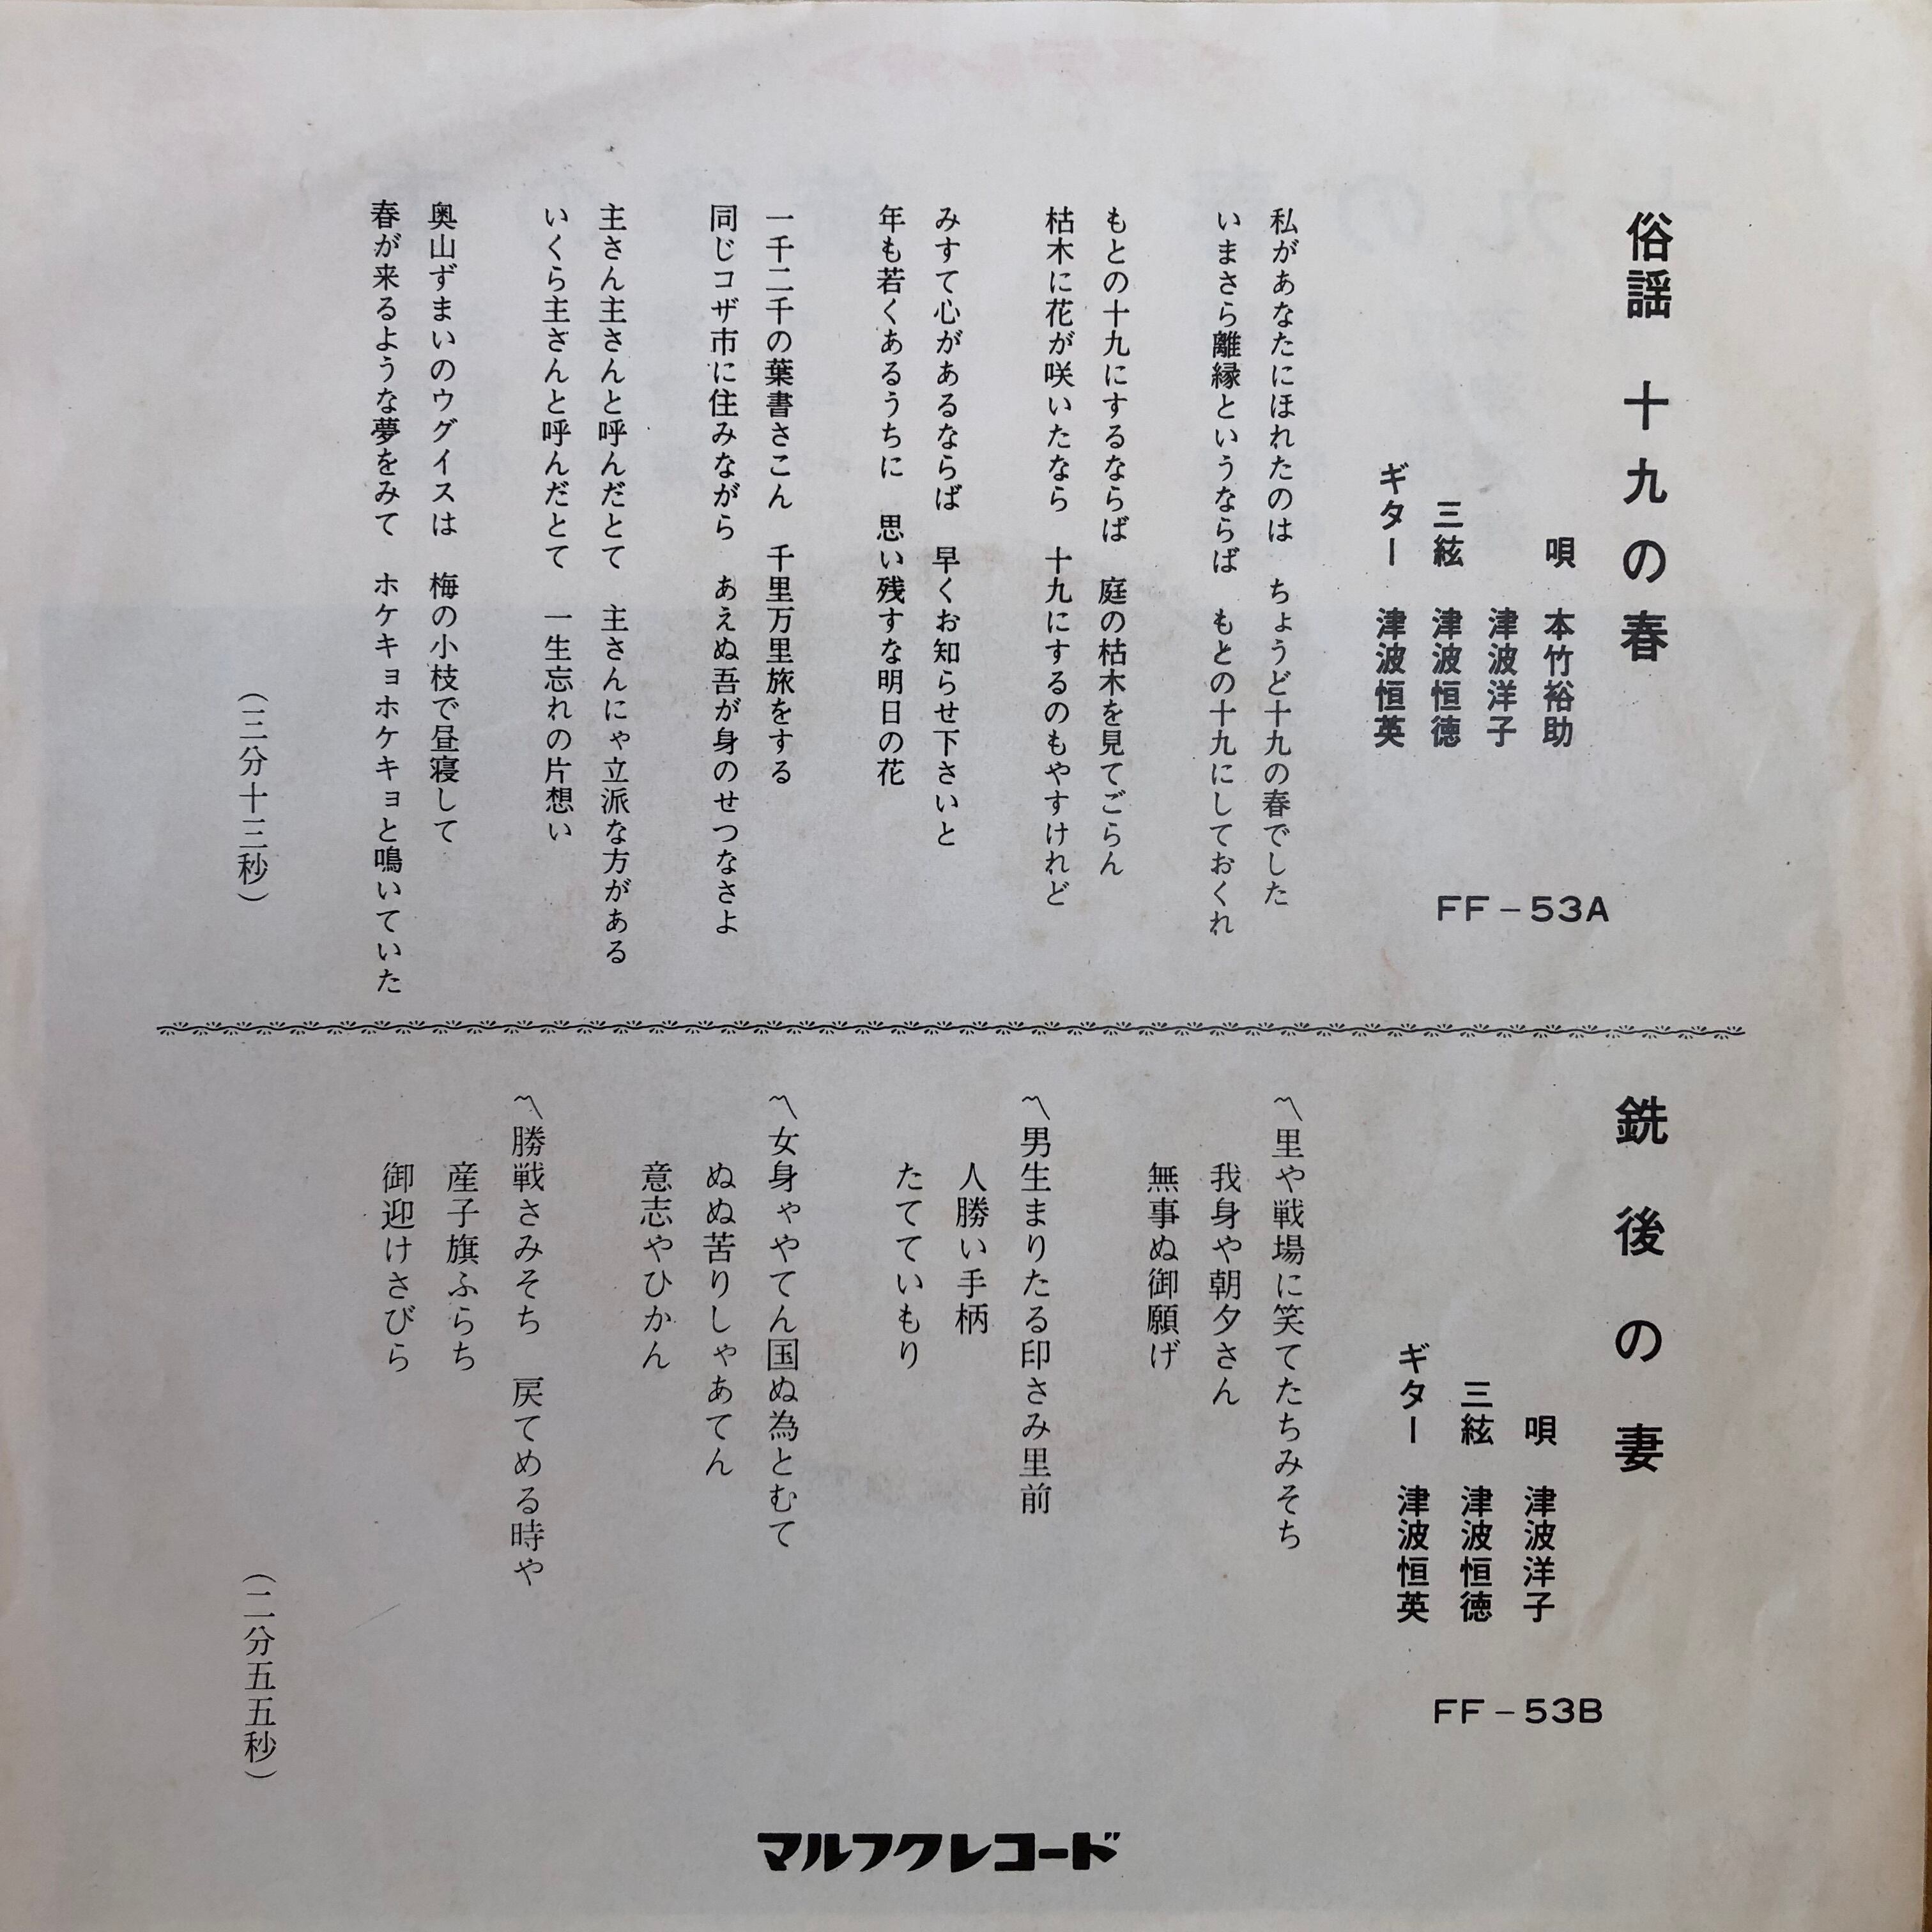 俗謡　十九の春
唄　本竹裕助
津波洋子
三絃　津波恒徳
ギター　津波恒英
FF－53A
私があなたにほれたのは　ちょうど十九の春でした
いまさら離縁というならば　もとの十九にしておくれ
もとの十九にするならば　庭の枯木を見てごらん
枯木に花が咲いたなら　十九にするのもやすけれど
みすて心があるならば　早くお知らせ下さいと
年も若くあるうちに　思い残すな明日の花
一千二千の葉書さこん　千里万里旅をする
同じコザ市に住みながら　あえぬ吾が身のせつなさよ
主さん主さんと呼んだとて　主さんにゃ立派な方がある
いくら主さんと呼んだとて　一生忘れの片想い
奥山ずまいのウグイスは　梅の小枝で昼寝して
春が来るような夢をみて　ホケキョホケキョと鳴いていた
（三分十三秒）
銃後の妻
唄　津波洋子
三絃　津波恒徳
ギター　津波恒英
FF－53B
〽里や戦場に笑てたちみそち
我身や朝夕さん
無事ぬ御願げ
〽男生まりたる印さみ里前
人勝い手柄
たてていもり
〽女身ゃやてん国ぬ為とむて
ぬぬ苦りしゃあてん
意志やひかん
〽勝戦さみそち　戻てめる時や
産子旗ふらち
御迎けさびら
（二分五五秒）
マルフクレコード